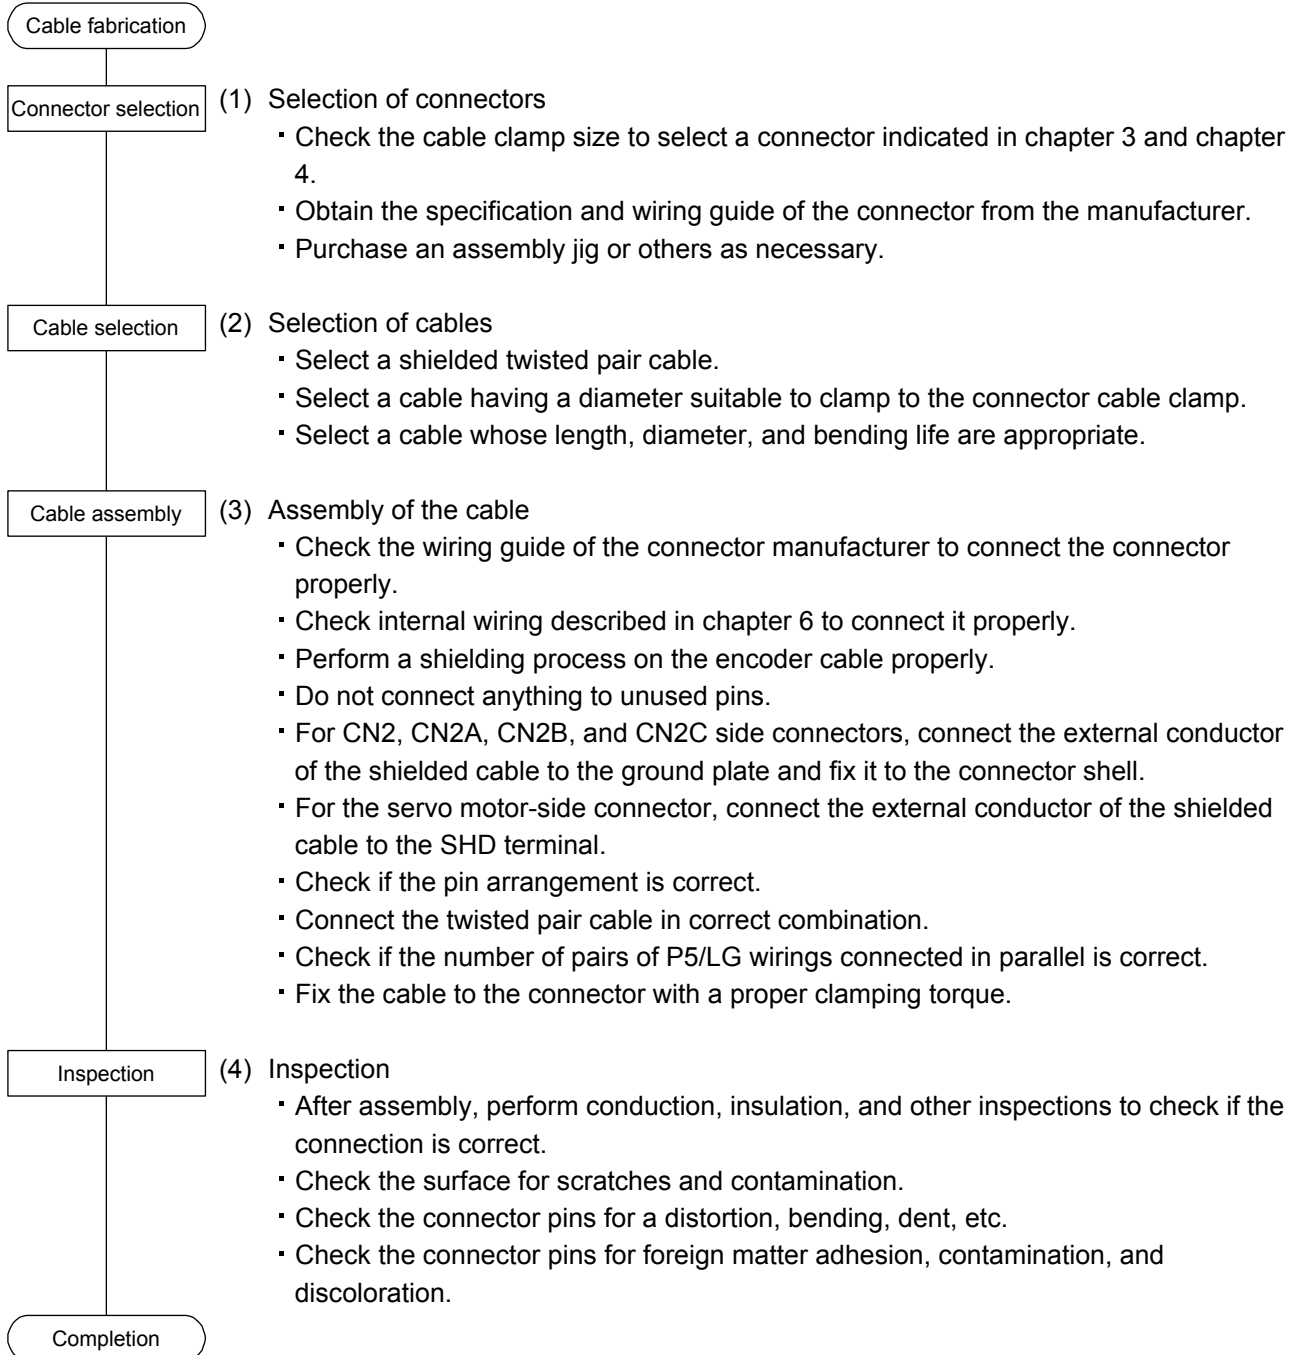 Cable fabrication
Connector selection
(1) Selection of connectors
・Check the cable clamp size to select a connector indicated in chapter 3 and chapter
4.
・Obtain the specification and wiring guide of the connector from the manufacturer.
・Purchase an assembly jig or others as necessary.
Cable selection
(2) Selection of cables
・Select a shielded twisted pair cable.
・Select a cable having a diameter suitable to clamp to the connector cable clamp.
・Select a cable whose length, diameter, and bending life are appropriate.
Cable assembly
(3) Assembly of the cable
・Check the wiring guide of the connector manufacturer to connect the connector
properly.
・Check internal wiring described in chapter 6 to connect it properly.
・Perform a shielding process on the encoder cable properly.
・Do not connect anything to unused pins.
・For CN2, CN2A, CN2B, and CN2C side connectors, connect the external conductor
of the shielded cable to the ground plate and fix it to the connector shell.
・For the servo motor-side connector, connect the external conductor of the shielded
cable to the SHD terminal.
・Check if the pin arrangement is correct.
・Connect the twisted pair cable in correct combination.
・Check if the number of pairs of P5/LG wirings connected in parallel is correct.
・Fix the cable to the connector with a proper clamping torque.
Inspection
(4) Inspection
・After assembly, perform conduction, insulation, and other inspections to check if the
connection is correct.
・Check the surface for scratches and contamination.
・Check the connector pins for a distortion, bending, dent, etc.
・Check the connector pins for foreign matter adhesion, contamination, and
discoloration.
Completion